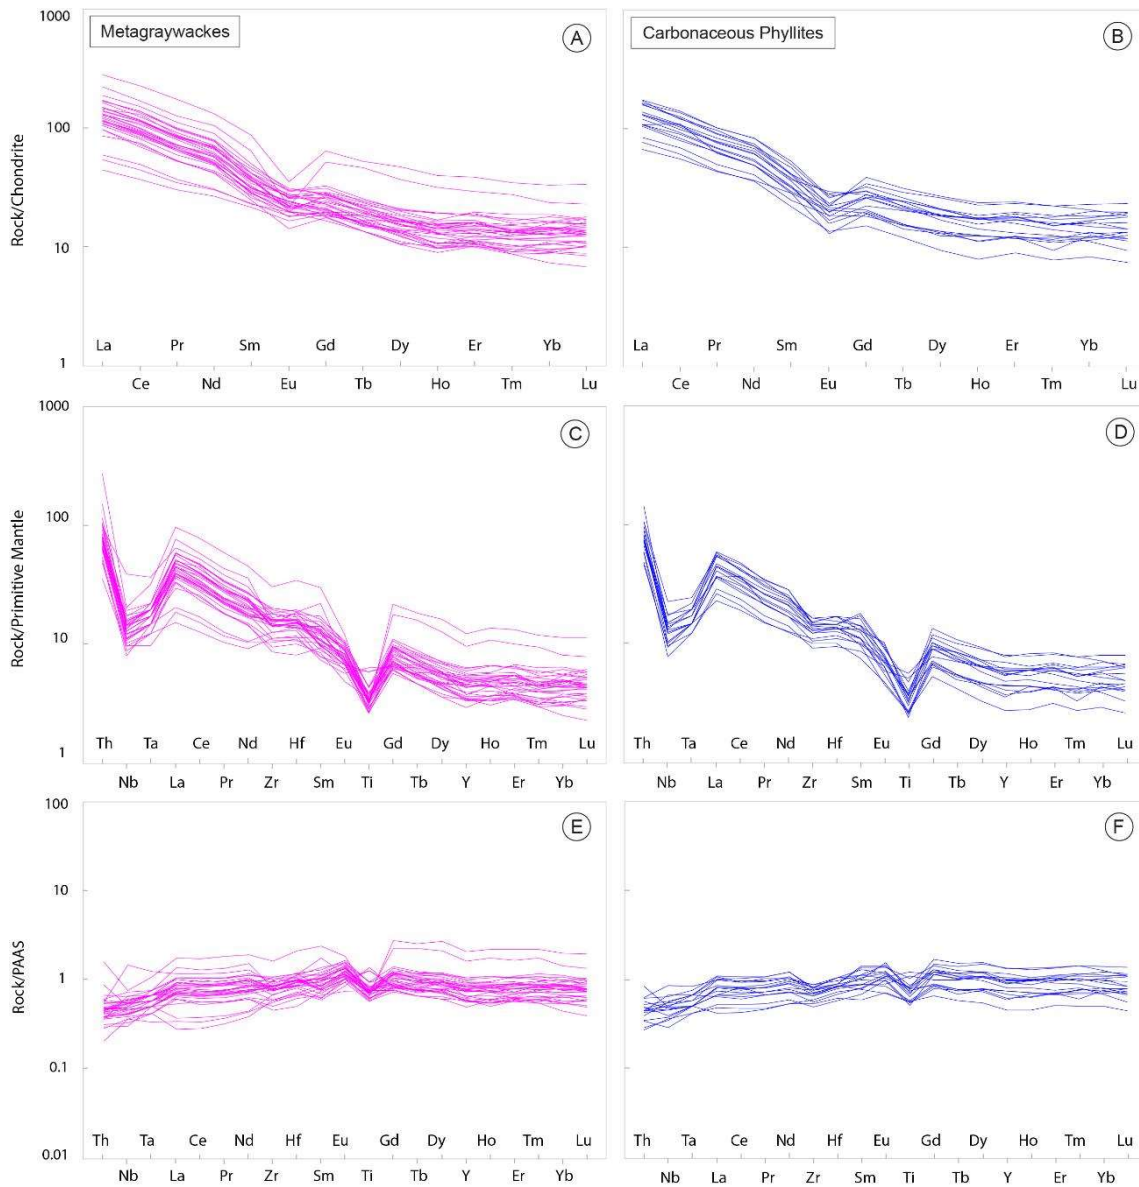 Metagraywackes
A
Carbonaceous Phyllites
B
Rock/Chondrite
1000
100
10
1
La Pr Sm Gd Dy Er Yb
Ce Nd Eu Tb Ho Tm Lu
La Pr Sm Gd Dy Er Yb
Ce Nd Eu Tb Ho Tm Lu
C
D
Rock/Primitive Mantle
1000
100
10
1
Th Ta La Ce Nd Hf Eu Gd Dy Ho Tm Lu
Nb La Pr Zr Sm Ti Tb Y Er Yb
Th Ta La Ce Nd Hf Eu Gd Dy Ho Tm Lu
Nb La Pr Zr Sm Ti Tb Y Er Yb
E
F
Rock/PAAS
100
10
1
0.1
0.01
Th Ta Ce Nd Hf Eu Gd Dy Ho Tm Lu
Nb La Pr Zr Sm Ti Tb Y Er Yb
Th Ta Ce Nd Hf Eu Gd Dy Ho Tm Lu
Nb La Pr Zr Sm Ti Tb Y Er Yb